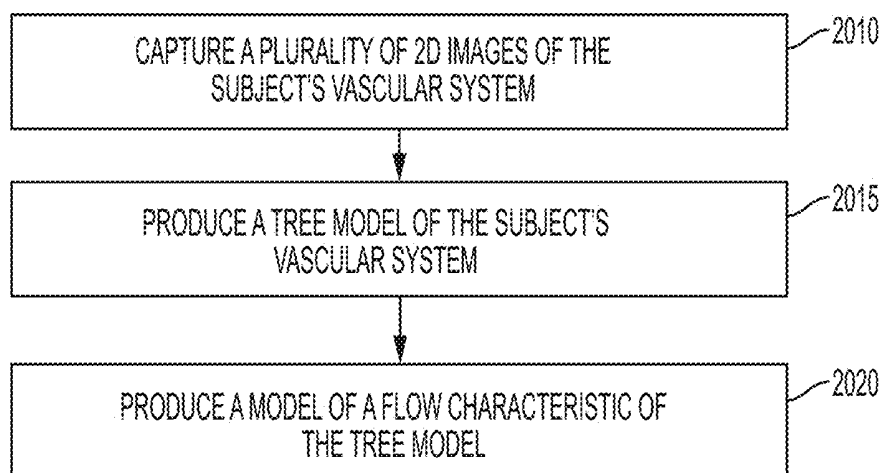 CAPTURE A PLURALITY OF 2D IMAGES OF THE
SUBJECT'S VASCULAR SYSTEM
2010
PRODUCE A TREE MODEL OF THE SUBJECT'S
VASCULAR SYSTEM
2015
PRODUCE A MODEL OF A FLOW CHARACTERISTIC OF
THE TREE MODEL
2020